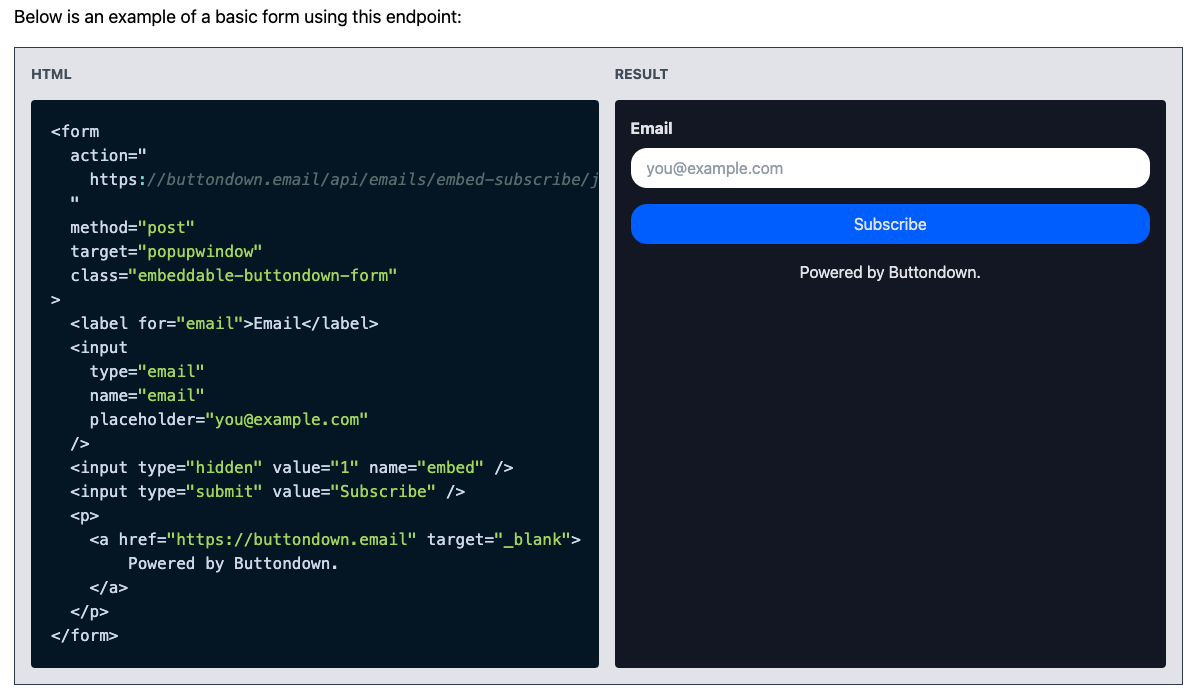 Below is an example of a basic form using this endpoint:
HTML
<form
action="
https://buttondown.email/api/emails/embed-subscribe/j
"
method="post"
target="popupwindow"
class="embeddable-buttondown-form"
>
<label for="email">Email</label>
<input
type="email"
name="email"
placeholder="you@example.com"
/>
<input type="hidden" value="1" name="embed" />
<input type="submit" value="Subscribe" />
<p>
<a href="https://buttondown.email" target="_blank">
Powered by Buttondown.
</a>
</p>
</form>
RESULT
Email
you@example.com
Subscribe
Powered by Buttondown.